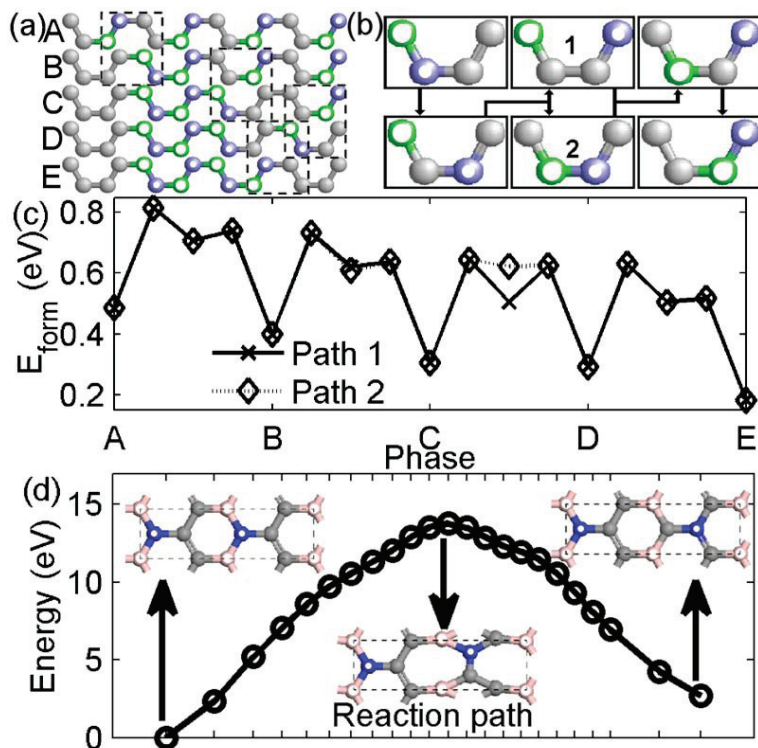 (a)
A
B
C
D
E
(b)
1
2
(c)
0.8
0.6
0.4
0.2
E_form (eV)
Path 1
Path 2
A B C D E
Phase
(d)
15
10
5
0
Energy (eV)
Reaction path